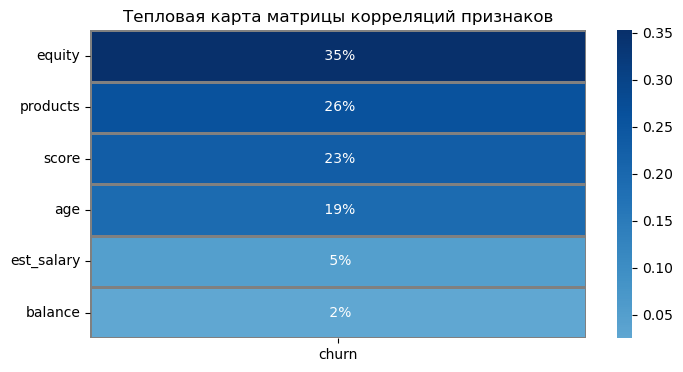 Тепловая карта матрицы корреляций признаков
equity
35%
products
26%
score
23%
age
19%
est_salary
5%
balance
2%
churn
0.35
0.30
0.25
0.20
0.15
0.10
0.05